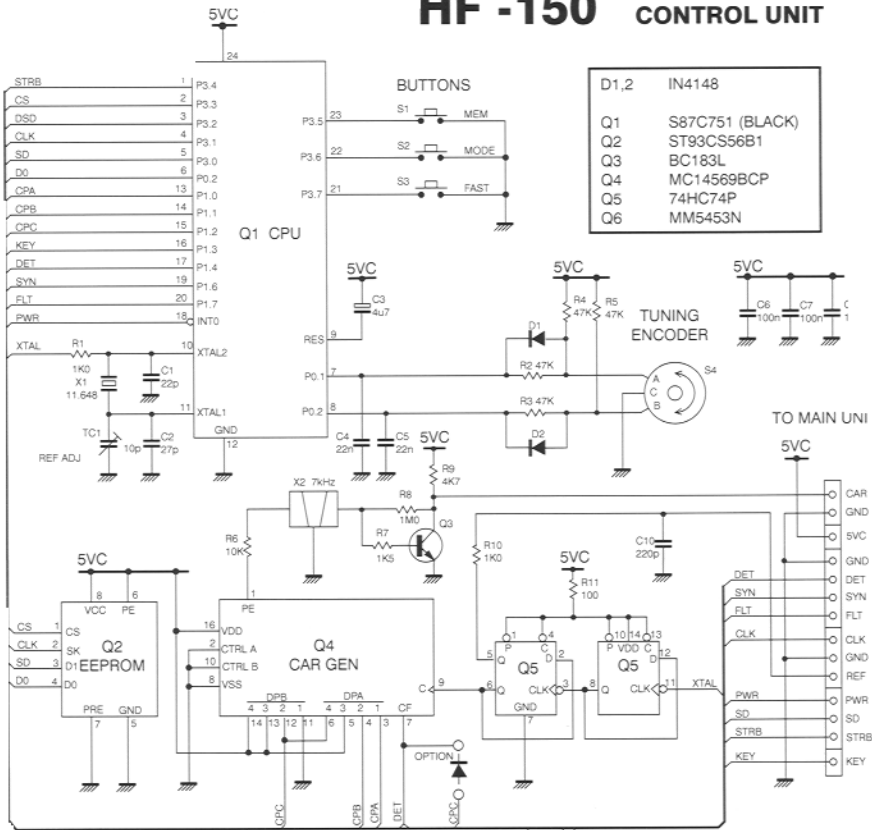 HF -150 CONTROL UNIT
5VC
24
STRB 1 P3.4
CS 2 P3.3
DSD 3 P3.2
CLK 4 P3.1
SD 5 P3.0
D0 6 P0.2
CPA 13 P1.0
CPB 14 P1.1
CPC 15 P1.2
KEY 16 P1.3
DET 17 P1.4
SYN 19 P1.6
FLT 20 P1.7
PWR 18 INT0
XTAL R1 10 XTAL2
1K0
X1
11.648
C1
22p
11 XTAL1
TC1
10p
REF ADJ
C2
27p
GND
12
Q1 CPU
BUTTONS
P3.5 23 S1 MEM
P3.6 22 S2 MODE
P3.7 21 S3 FAST
D1,2 IN4148
Q1 S87C751 (BLACK)
Q2 ST93CS56B1
Q3 BC183L
Q4 MC14569BCP
Q5 74HC74P
Q6 MM5453N
5VC
C3
4u7
RES 9
P0.1 7
P0.2 8
5VC
R4
47K
R5
47K
D1
R2 47K
R3 47K
D2
C4
22n
C5
22n
TUNING
ENCODER
S4
A
C
B
5VC
C6
100n
C7
100n
TO MAIN UNI
5VC
5VC
R9
4K7
X2 7kHz
R8
1M0
R7
1K5
Q3
R6
10K
R10
1K0
C10
220p
5VC
R11
100
CAR
GND
5VC
GND
DET DET
SYN SYN
FLT FLT
CLK CLK
GND
REF
PWR PWR
SD SD
STRB STRB
KEY KEY
5VC
8 6
VCC PE
CS 1 CS
CLK 2 SK
SD 3 D1
D0 4 D0
Q2
EEPROM
PRE GND
7 5
1
PE
16 VDD
2 CTRL A
10 CTRL B
8 VSS
Q4
CAR GEN
DPB DPA
4 3 2 1 4 3 2 1 CF
14 13 12 11 6 5 4 3 7
C 9
OPTION
CPC
CPB
CPA
DET
CPC
1 4
P C
5 Q D 2
Q5
6 Q CLK 3
GND
7
10 14 13
P VDD C
D 12
Q5
8 Q CLK 11 XTAL